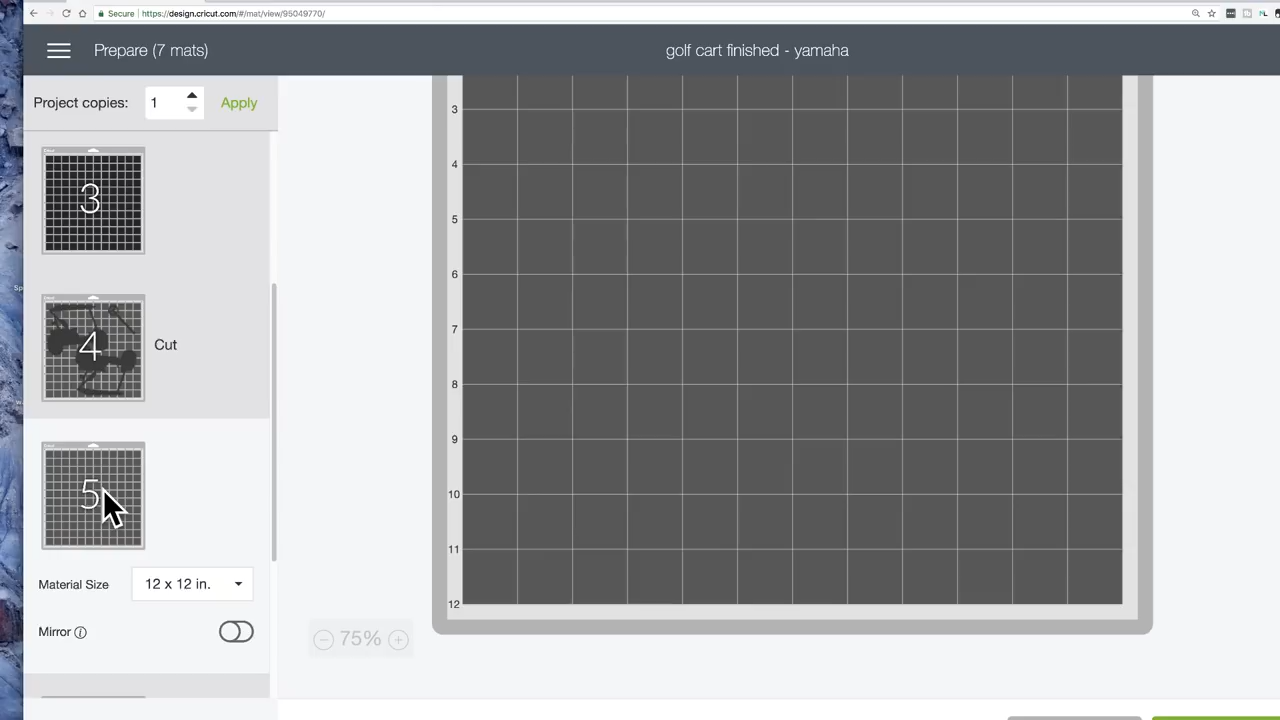 Secure
https://design.cricut.com/#/mat/view/95049770/
Prepare (7 mats)
golf cart finished - yamaha
Project copies:
1
Apply
3
4
Cut
5
Material Size
12 x 12 in.
Mirror
3
4
5
6
7
8
9
10
11
12
75%